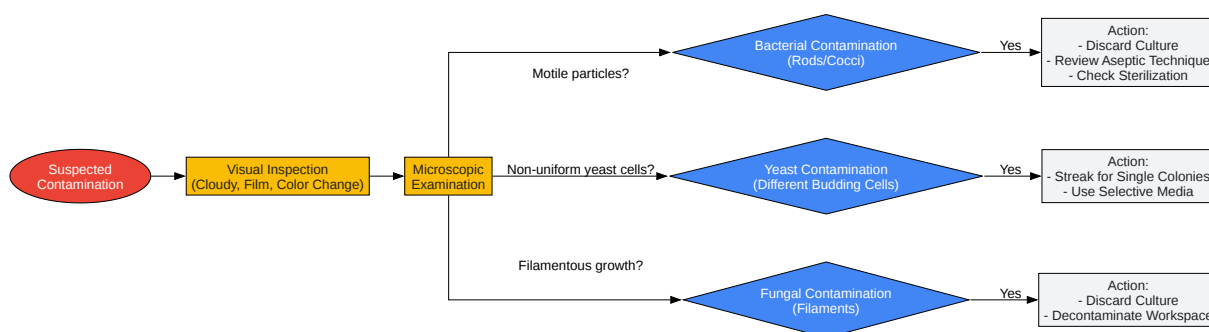 Suspected
Contamination
Visual Inspection
(Cloudy, Film, Color Change)
Microscopic
Examination
Motile particles?
Bacterial Contamination
(Rods/Cocci)
Yes
Action:
- Discard Culture
- Review Aseptic Technique
- Check Sterilization
Non-uniform yeast cells?
Yeast Contamination
(Different Budding Cells)
Yes
Action:
- Streak for Single Colonies
- Use Selective Media
Filamentous growth?
Fungal Contamination
(Filaments)
Yes
Action:
- Discard Culture
- Decontaminate Workspace